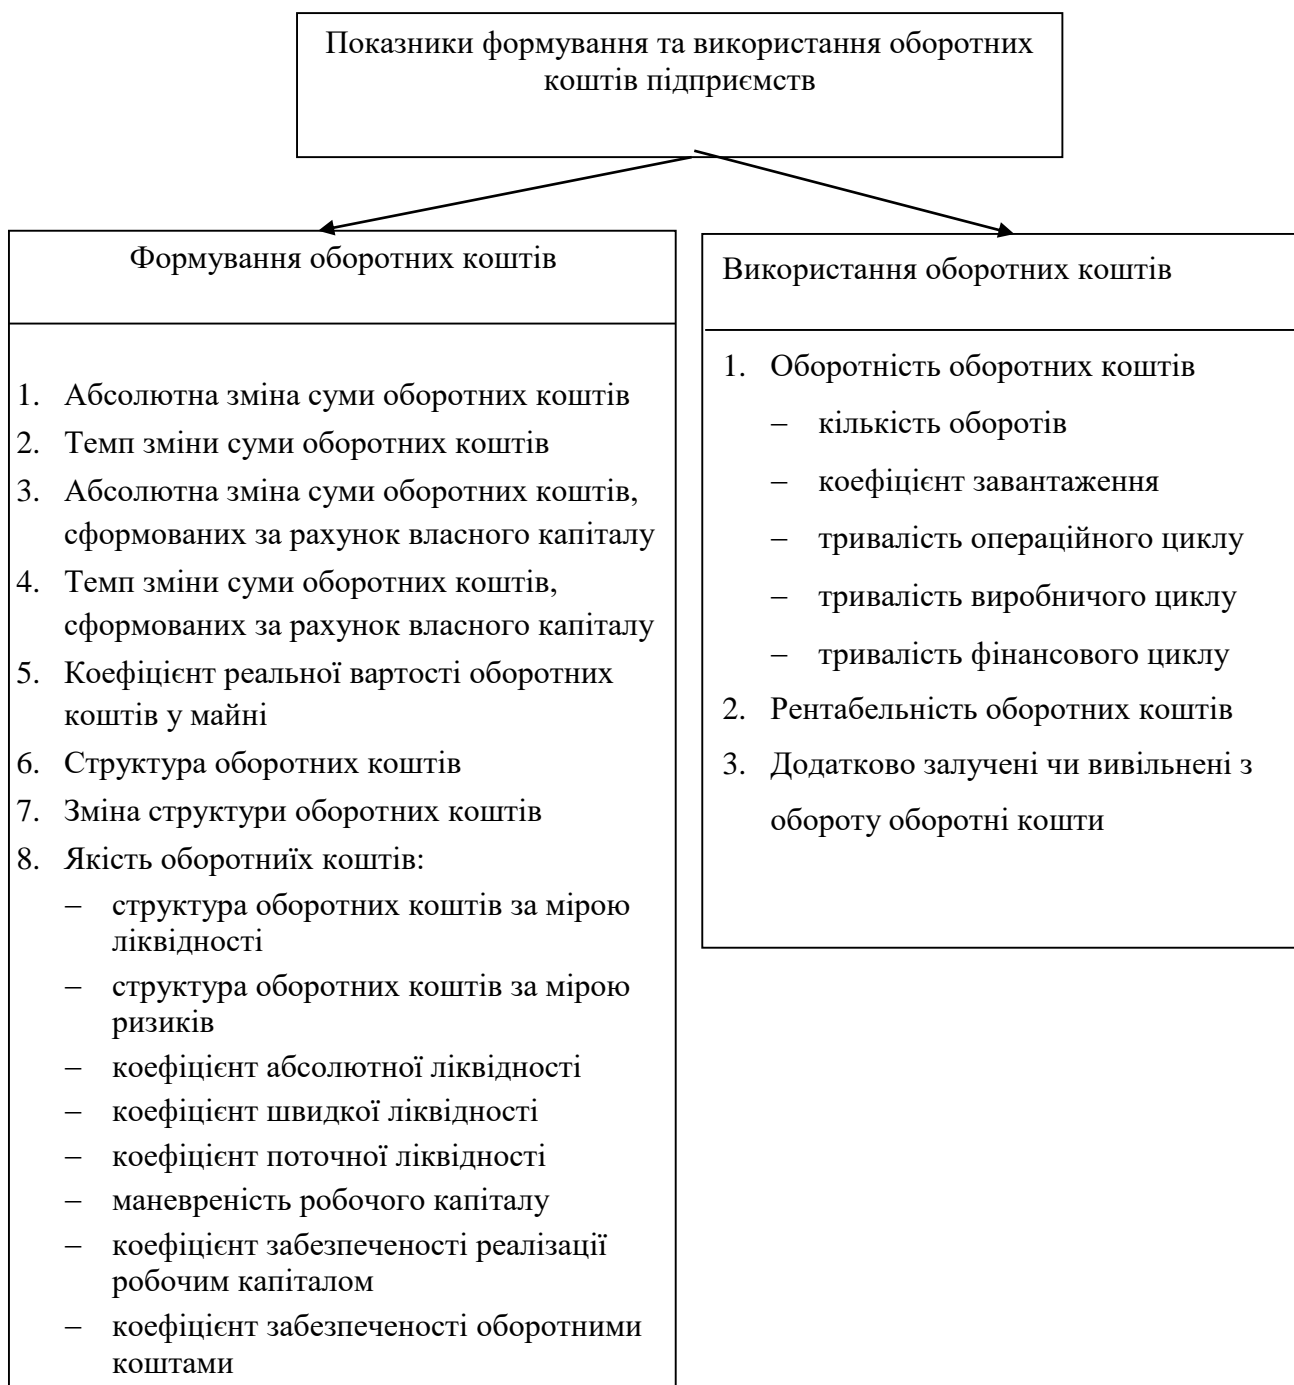 Показники формування та використання оборотних
коштів підприємств
Формування оборотних коштів
1. Абсолютна зміна суми оборотних коштів
2. Темп зміни суми оборотних коштів
3. Абсолютна зміна суми оборотних коштів,
сформованих за рахунок власного капіталу
4. Темп зміни суми оборотних коштів,
сформованих за рахунок власного капіталу
5. Коефіцієнт реальної вартості оборотних
коштів у майні
6. Структура оборотних коштів
7. Зміна структури оборотних коштів
8. Якість оборотниїх коштів:
– структура оборотних коштів за мірою
ліквідності
– структура оборотних коштів за мірою
ризиків
– коефіцієнт абсолютної ліквідності
– коефіцієнт швидкої ліквідності
– коефіцієнт поточної ліквідності
– маневреність робочого капіталу
– коефіцієнт забезпеченості реалізації
робочим капіталом
– коефіцієнт забезпеченості оборотними
коштами
Використання оборотних коштів
1. Оборотність оборотних коштів
– кількість оборотів
– коефіцієнт завантаження
– тривалість операційного циклу
– тривалість виробничого циклу
– тривалість фінансового циклу
2. Рентабельність оборотних коштів
3. Додатково залучені чи вивільнені з
обороту оборотні кошти